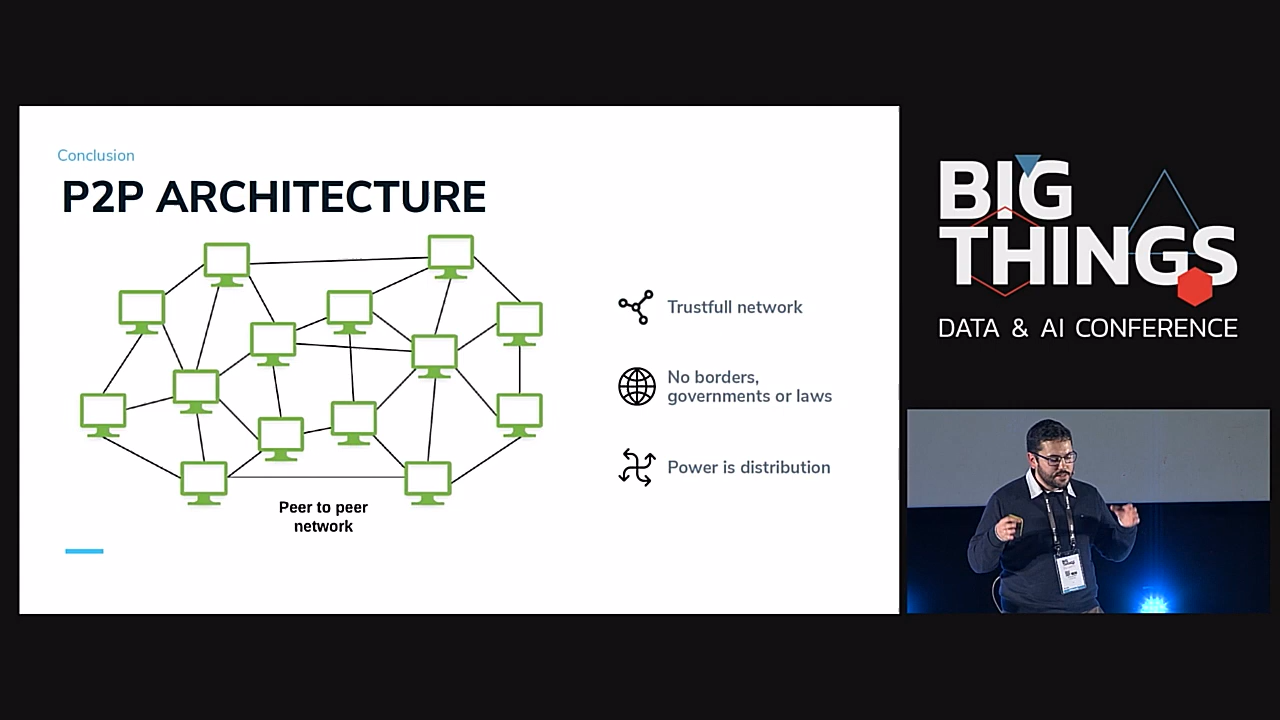 Conclusion
P2P ARCHITECTURE
Trustfull network
No borders,
governments or laws
Power is distribution
Peer to peer
network
BIG
THINGS
DATA & AI CONFERENCE